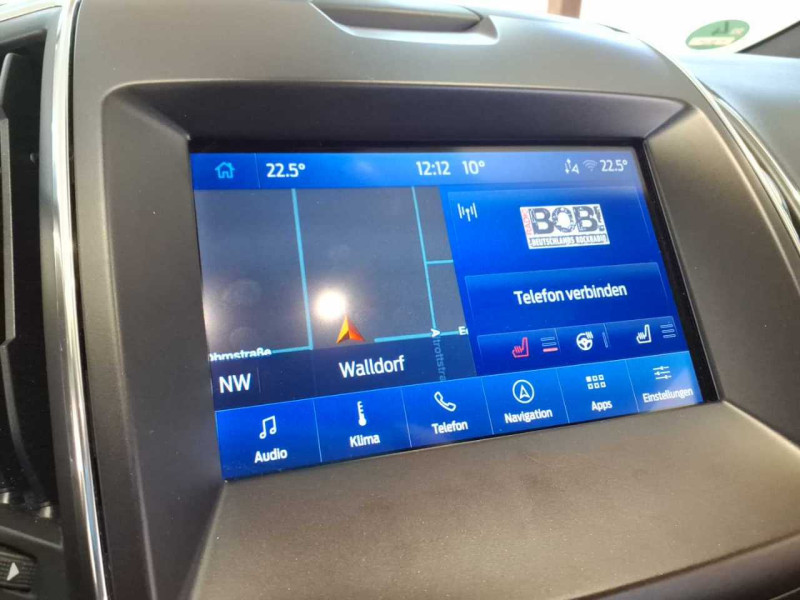 22.5° 12:12 10° 22.5°
RADIO BOB!
DEUTSCHLANDS ROCKRADIO
Telefon verbinden
Walldorf
NW
Audio Klima Telefon Navigation Apps Einstellungen